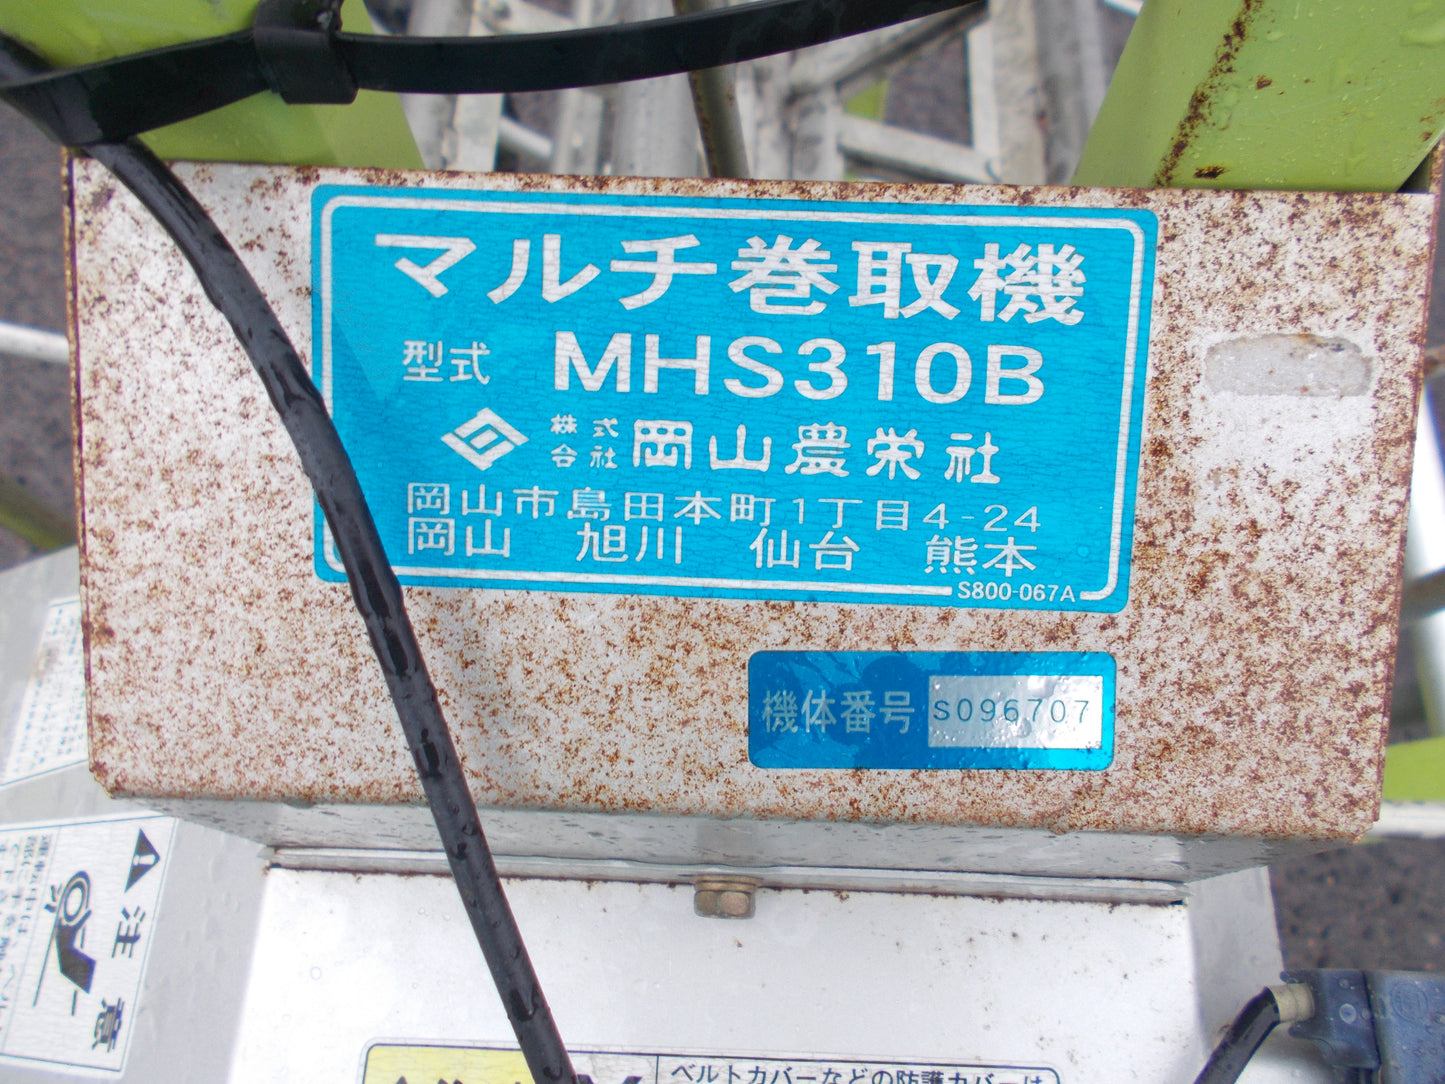 マルチ巻取機
型式 MHS310B
株式会社 岡山農栄社
岡山市島田本町1丁目4-24
岡山 旭川 仙台 熊本
S800-067A
機体番号 S096707
注意
ベルトカバーなどの防護カバーは